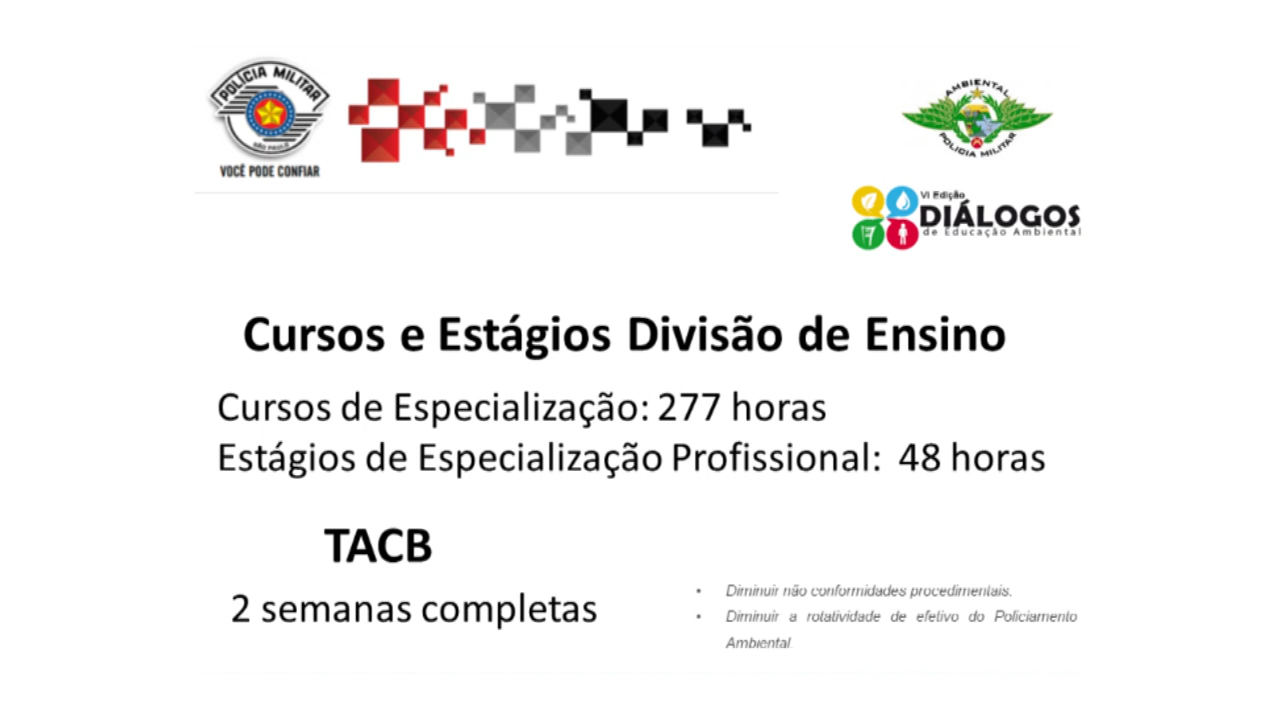 POLÍCIA MILITAR
SÃO PAULO
VOCÊ PODE CONFIAR
AMBIENTAL
POLICIA MILITAR
VI Edição
DIÁLOGOS
de Educação Ambiental
Cursos e Estágios Divisão de Ensino
Cursos de Especialização: 277 horas
Estágios de Especialização Profissional: 48 horas
TACB
2 semanas completas
• Diminuir não conformidades procedimentais.
• Diminuir a rotatividade de efetivo do Policiamento
Ambiental.